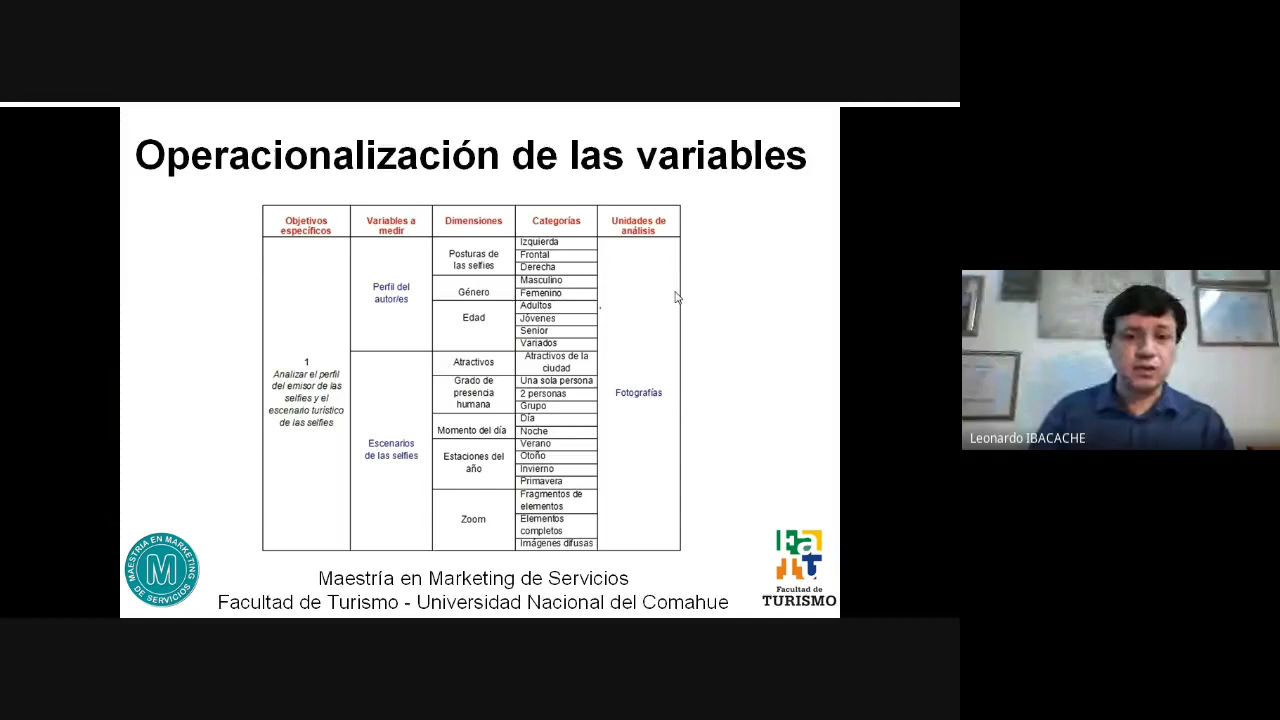 Operacionalización de las variables
Objetivos
específicos
Variables a
medir
Dimensiones
Categorías
Unidades de
análisis
1
Analizar el perfil
del emisor de las
selfies y el
escenario turístico
de las selfies
Perfil del
autor/es
Posturas de
las selfies
Izquierda
Frontal
Derecha
Género
Masculino
Femenino
Edad
Adultos
Jóvenes
Senior
Variados
Escenarios
de las selfies
Atractivos
Atractivos de la
ciudad
Grado de
presencia
humana
Una sola persona
2 personas
Grupo
Momento del día
Día
Noche
Estaciones del
año
Verano
Otoño
Invierno
Primavera
Zoom
Fragmentos de
elementos
Elementos
completos
Imágenes difusas
Fotografías
Maestría en Marketing de Servicios
Facultad de Turismo - Universidad Nacional del Comahue
MAESTRIA EN MARKETING
DE SERVICIOS
M
Fa
T
t
Facultad de
TURISMO
Leonardo IBACACHE